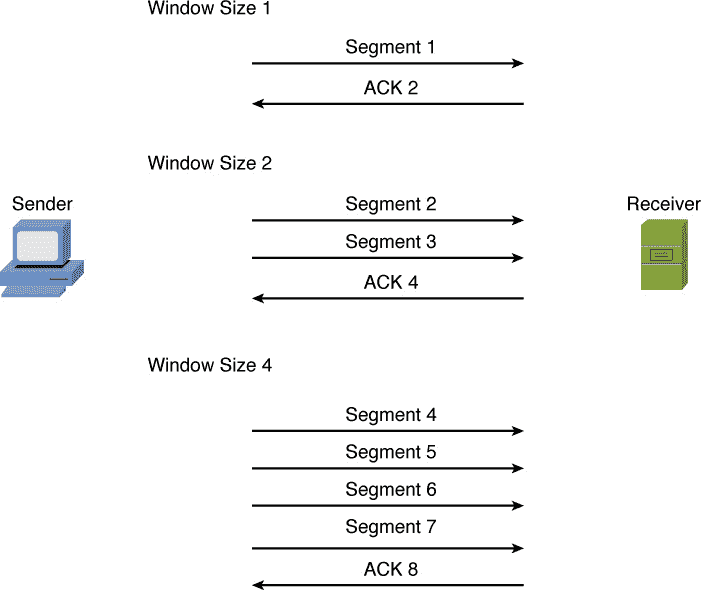 Window Size 1
Segment 1
ACK 2
Window Size 2
Sender
Receiver
Segment 2
Segment 3
ACK 4
Window Size 4
Segment 4
Segment 5
Segment 6
Segment 7
ACK 8